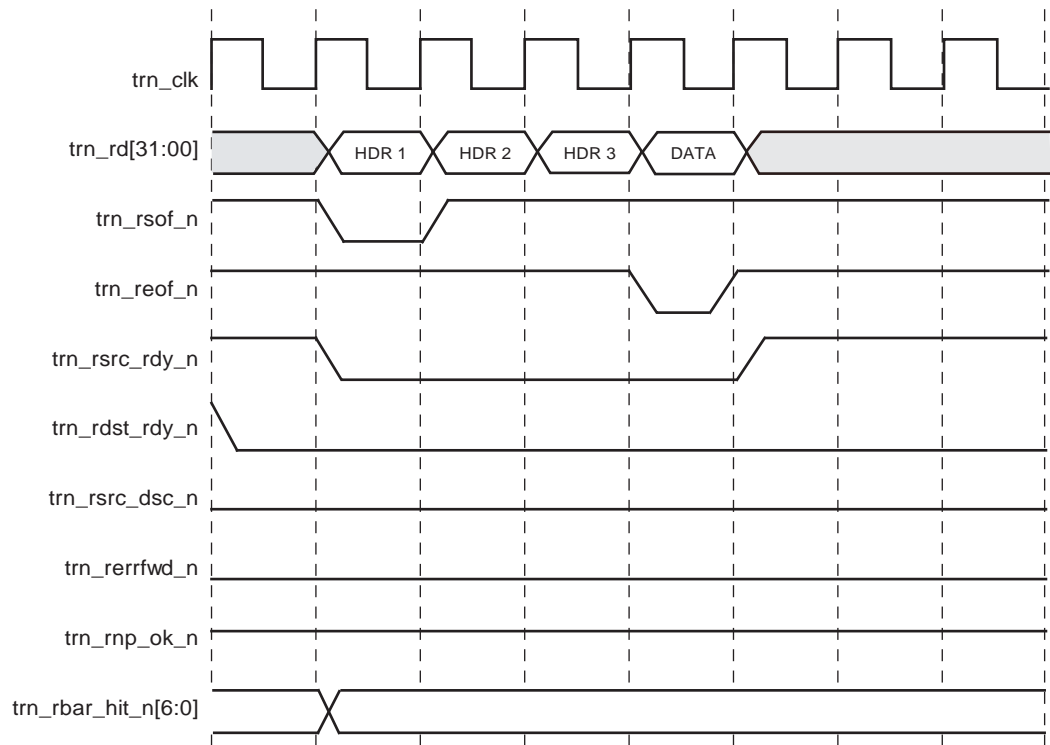 trn_clk
trn_rd[31:00]
HDR 1
HDR 2
HDR 3
DATA
trn_rsof_n
trn_reof_n
trn_rsrc_rdy_n
trn_rdst_rdy_n
trn_rsrc_dsc_n
trn_rerrfwd_n
trn_rnp_ok_n
trn_rbar_hit_n[6:0]